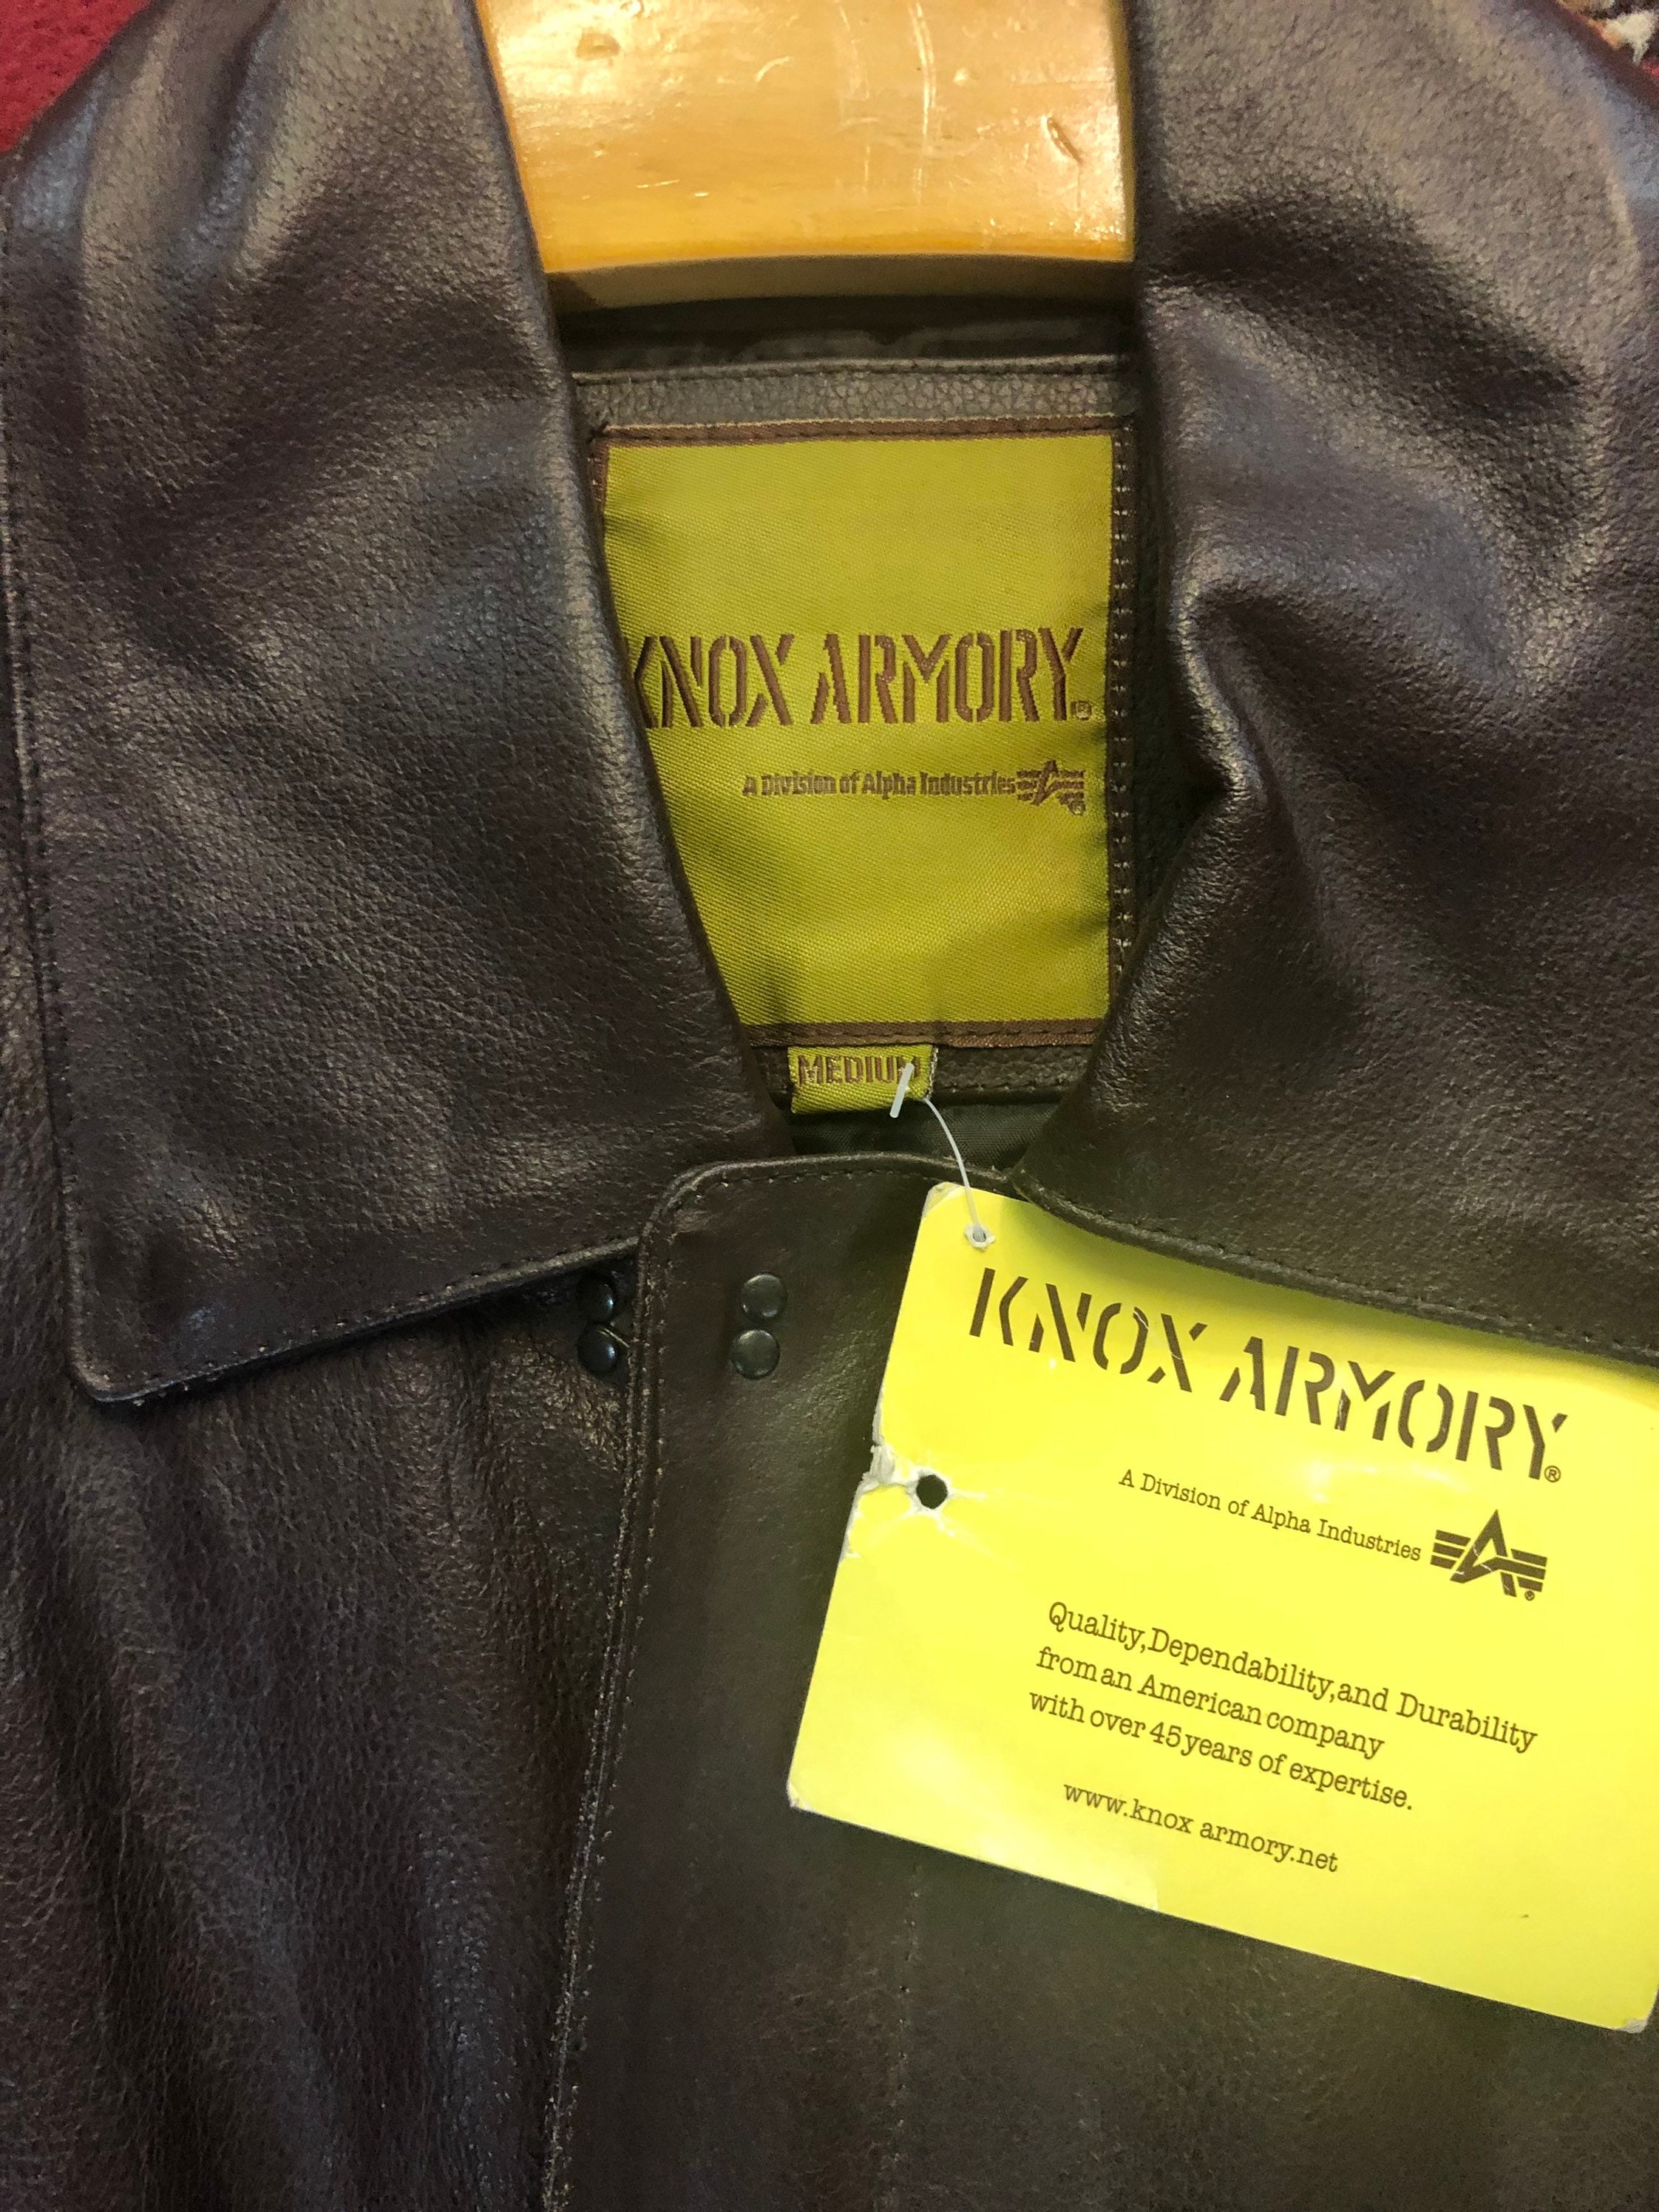 KNOX ARMORY®
A Division of Alpha Industries
MEDIUM
KNOX ARMORY®
A Division of Alpha Industries
®
Quality, Dependability, and Durability
from an American company
with over 45 years of expertise.
www.knox armory.net